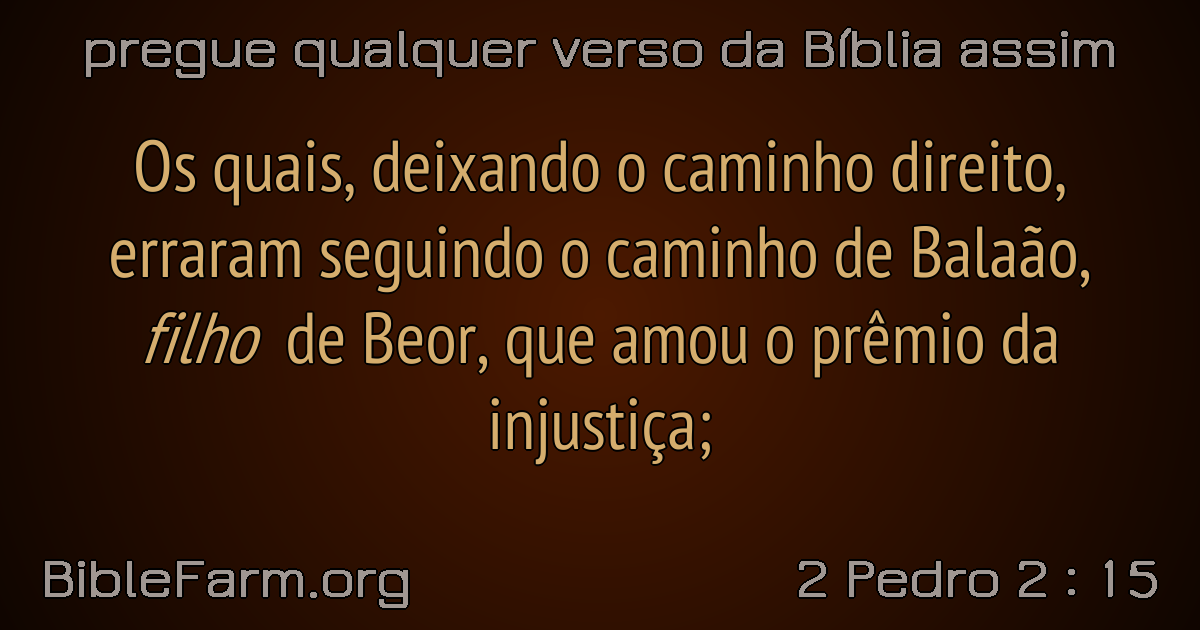 pregue qualquer verso da Bíblia assim
Os quais, deixando o caminho direito,
erraram seguindo o caminho de Balaão,
filho de Beor, que amou o prêmio da
injustiça;
BibleFarm.org
2 Pedro 2 : 15